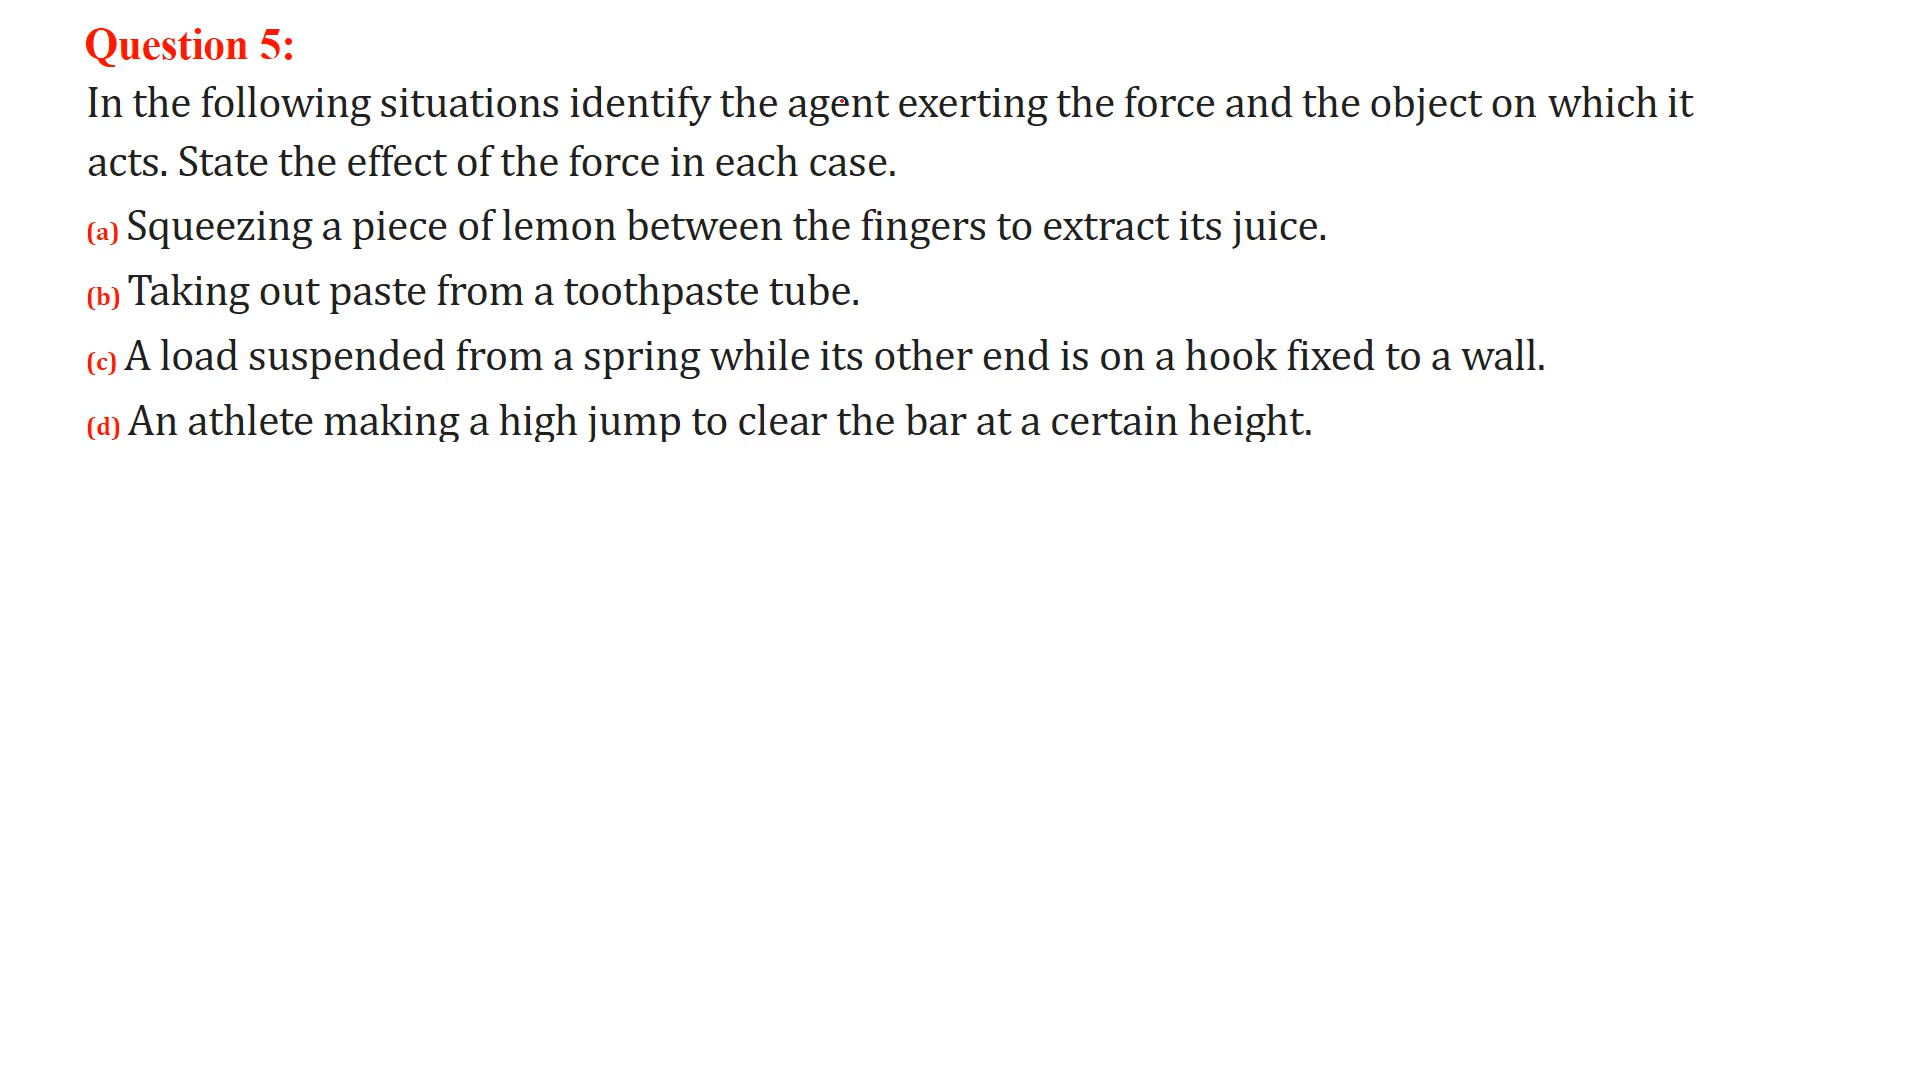 Question 5:
In the following situations identify the agent exerting the force and the object on which it
acts. State the effect of the force in each case.
(a) Squeezing a piece of lemon between the fingers to extract its juice.
(b) Taking out paste from a toothpaste tube.
(c) A load suspended from a spring while its other end is on a hook fixed to a wall.
(d) An athlete making a high jump to clear the bar at a certain height.